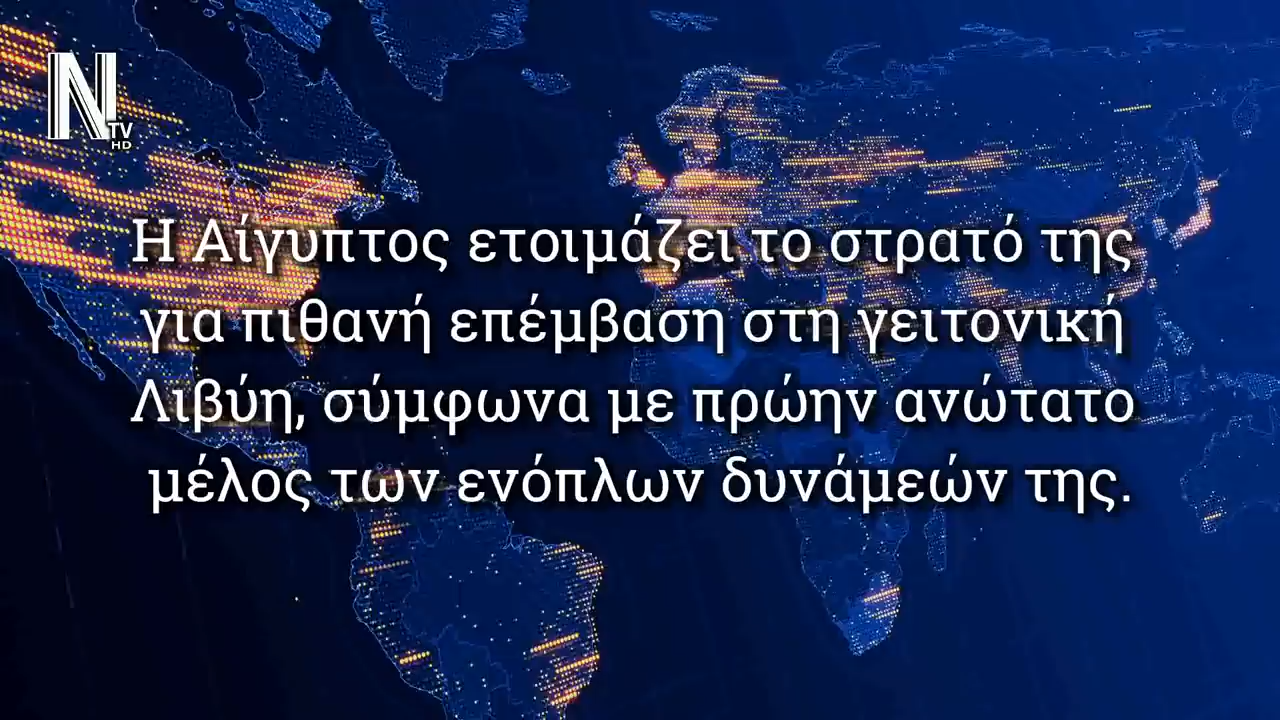 N TV
HD
Η Αίγυπτος ετοιμάζει το στρατό της
για πιθανή επέμβαση στη γειτονική
Λιβύη, σύμφωνα με πρώην ανώτατο
μέλος των ενόπλων δυνάμεών της.